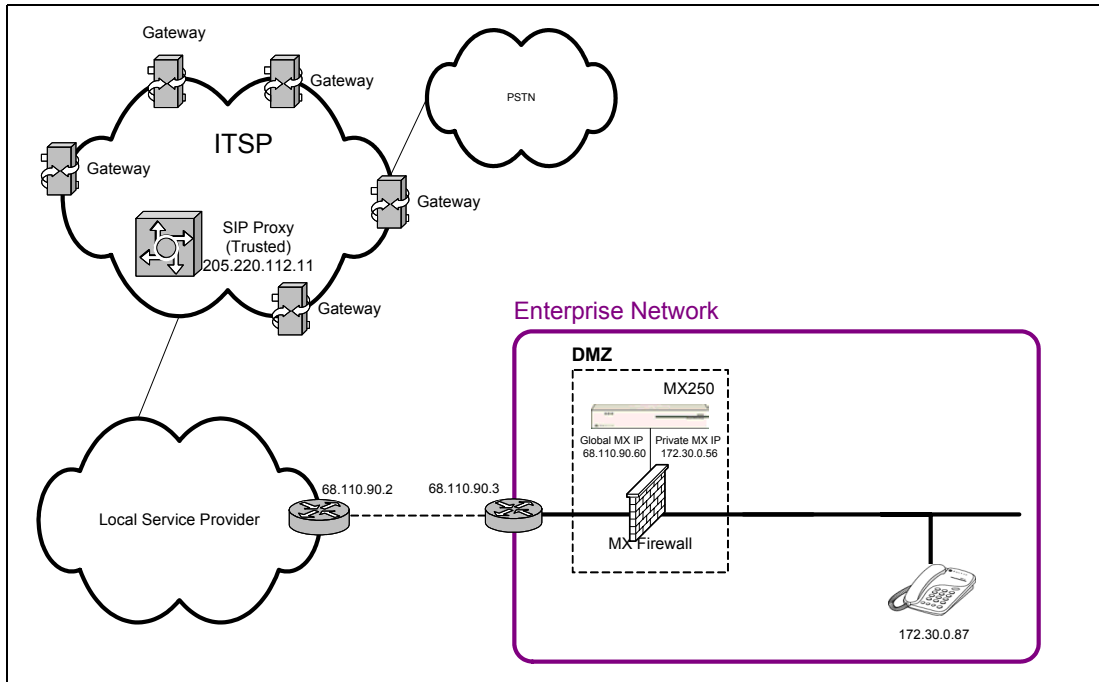 Gateway
Gateway
PSTN
ITSP
Gateway
Gateway
SIP Proxy
(Trusted)
205.220.112.11
Gateway
Enterprise Network
DMZ
MX250
Global MX IP
68.110.90.60
Private MX IP
172.30.0.56
68.110.90.2
68.110.90.3
Local Service Provider
MX Firewall
172.30.0.87